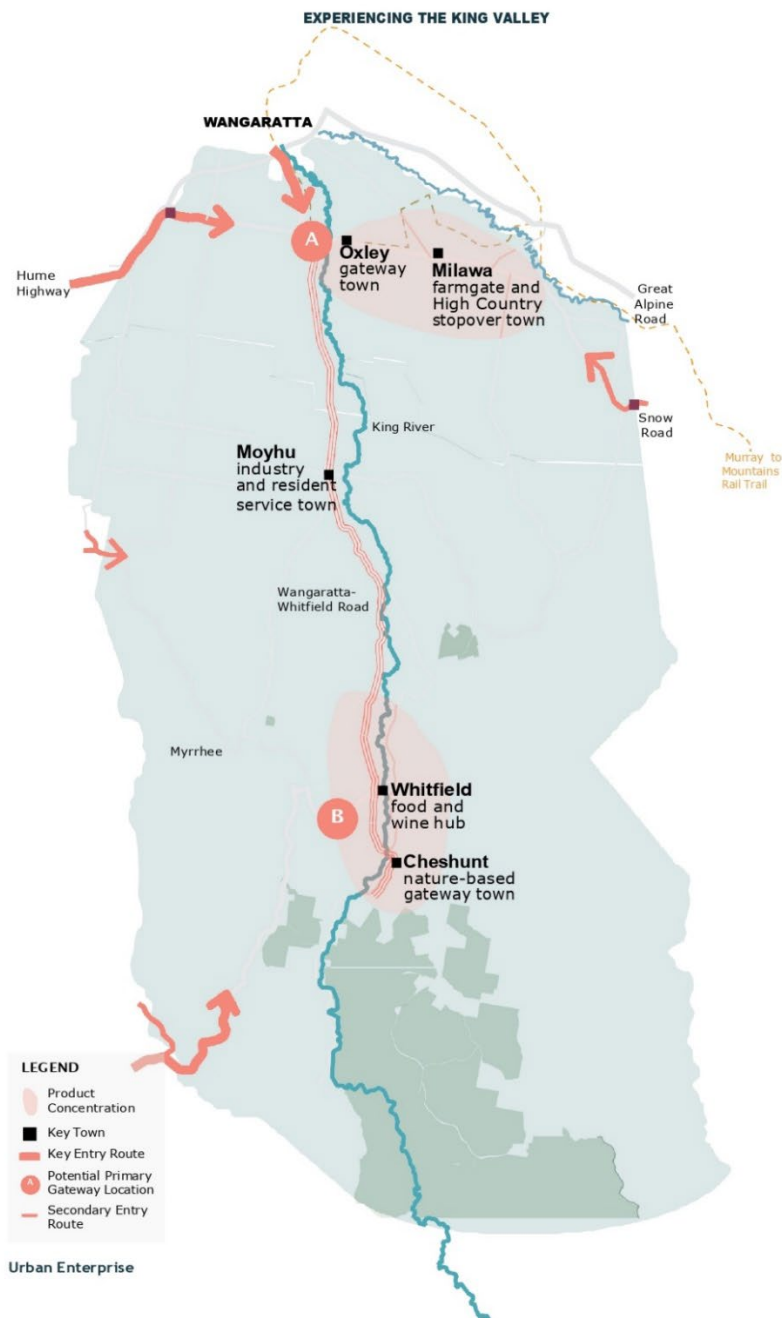 EXPERIENCING THE KING VALLEY
WANGARATTA
A
Oxley
gateway
town
Milawa
farmgate and
High Country
stopover town
Hume
Highway
Great
Alpine
Road
Snow
Road
King River
Murray to
Mountains
Rail Trail
Moyhu
industry
and resident
service town
Wangaratta-
Whitfield Road
Myrrhee
B
Whitfield
food and
wine hub
Cheshunt
nature-based
gateway town
LEGEND
Product
Concentration
Key Town
Key Entry Route
A
Potential Primary
Gateway Location
Secondary Entry
Route
Urban Enterprise